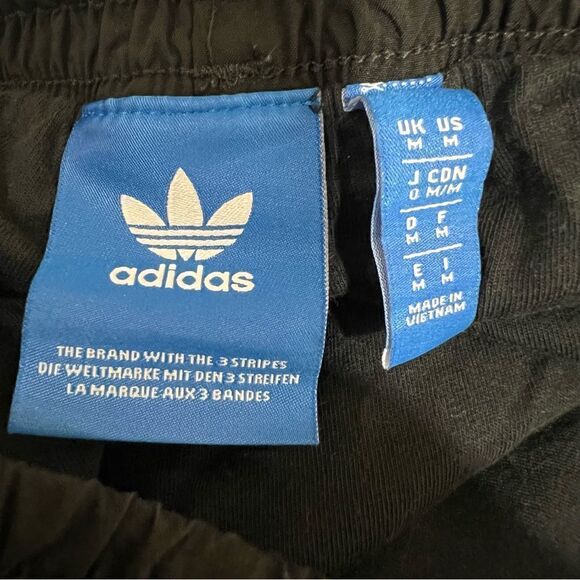 adidas
THE BRAND WITH THE 3 STRIPES
DIE WELTMARKE MIT DEN 3 STREIFEN
LA MARQUE AUX 3 BANDES
UK US
M M
J CDN
O M/M
D F
M M
E I
M M
MADE IN
VIETNAM